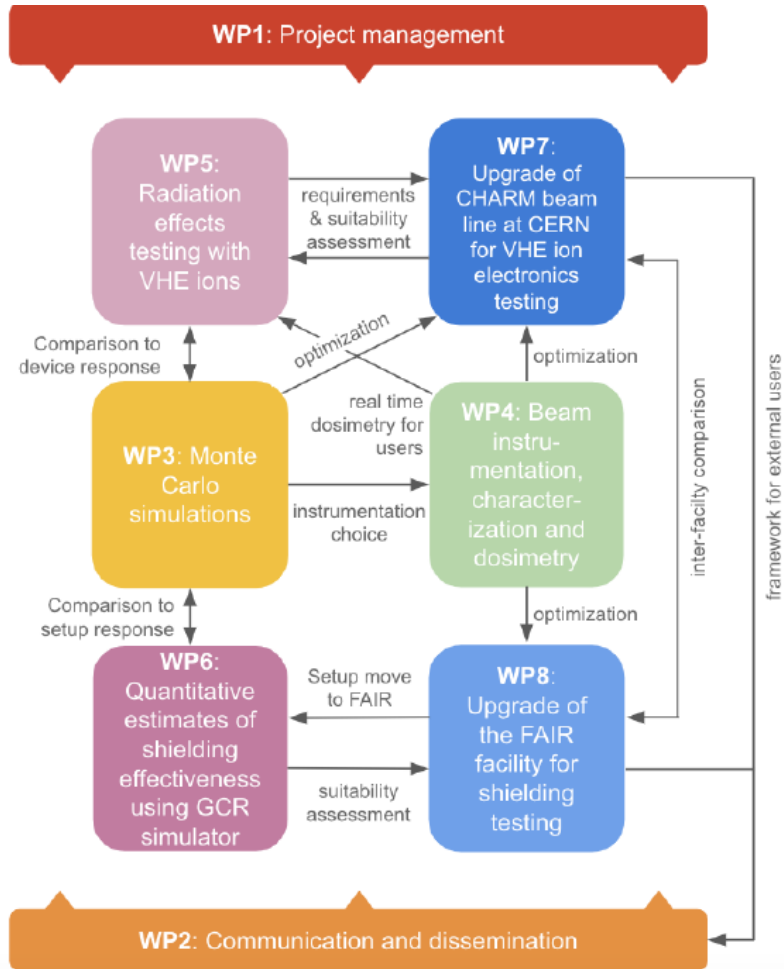 WP1: Project management
WP5:
Radiation
effects
testing with
VHE ions
requirements
& suitability
assessment
WP7:
Upgrade of
CHARM beam
line at CERN
for VHE ion
electronics
testing
Comparison to
device response
optimization
optimization
real time
dosimetry for
users
WP3: Monte
Carlo
simulations
instrumentation
choice
WP4: Beam
instru-
mentation,
character-
ization and
dosimetry
inter-facilty comparison
framework for external users
Comparison to
setup response
optimization
WP6:
Quantitative
estimates of
shielding
effectiveness
using GCR
simulator
Setup move
to FAIR
suitability
assessment
WP8:
Upgrade of
the FAIR
facility for
shielding
testing
WP2: Communication and dissemination